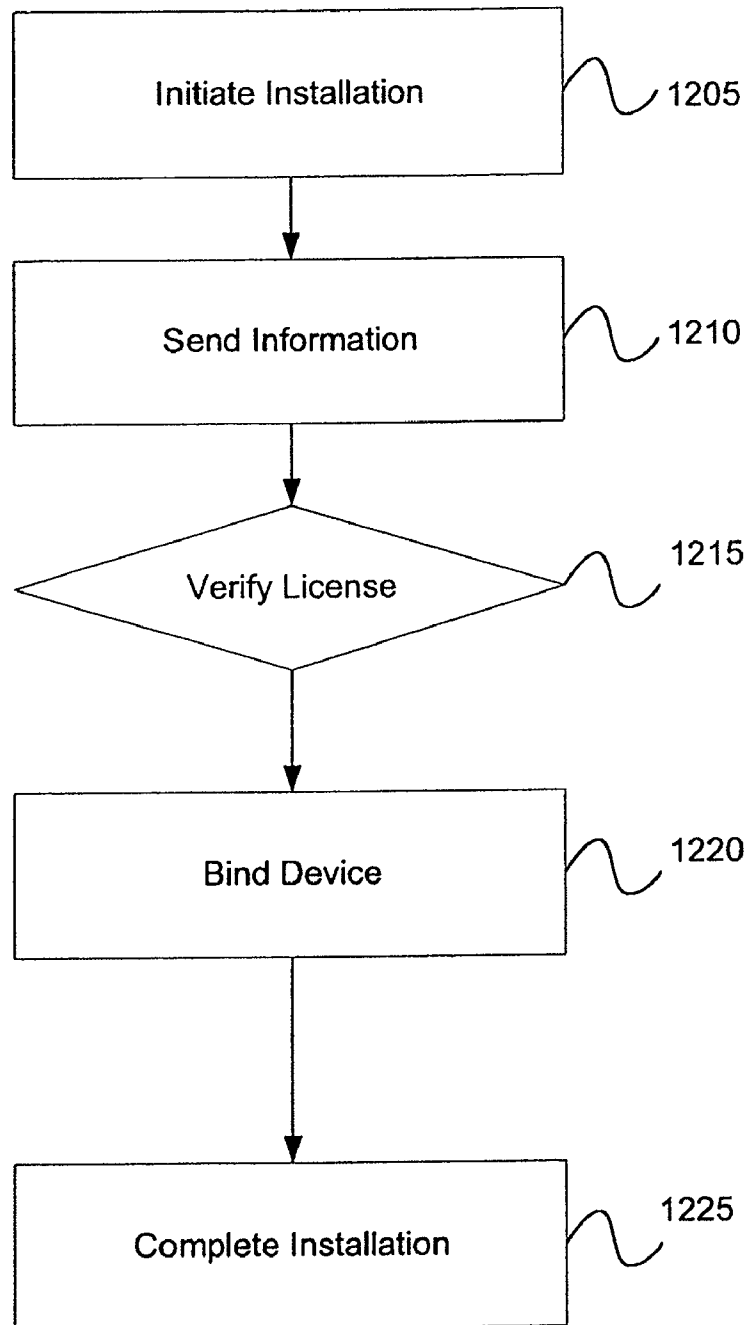 Initiate Installation
1205
Send Information
1210
Verify License
1215
Bind Device
1220
Complete Installation
1225